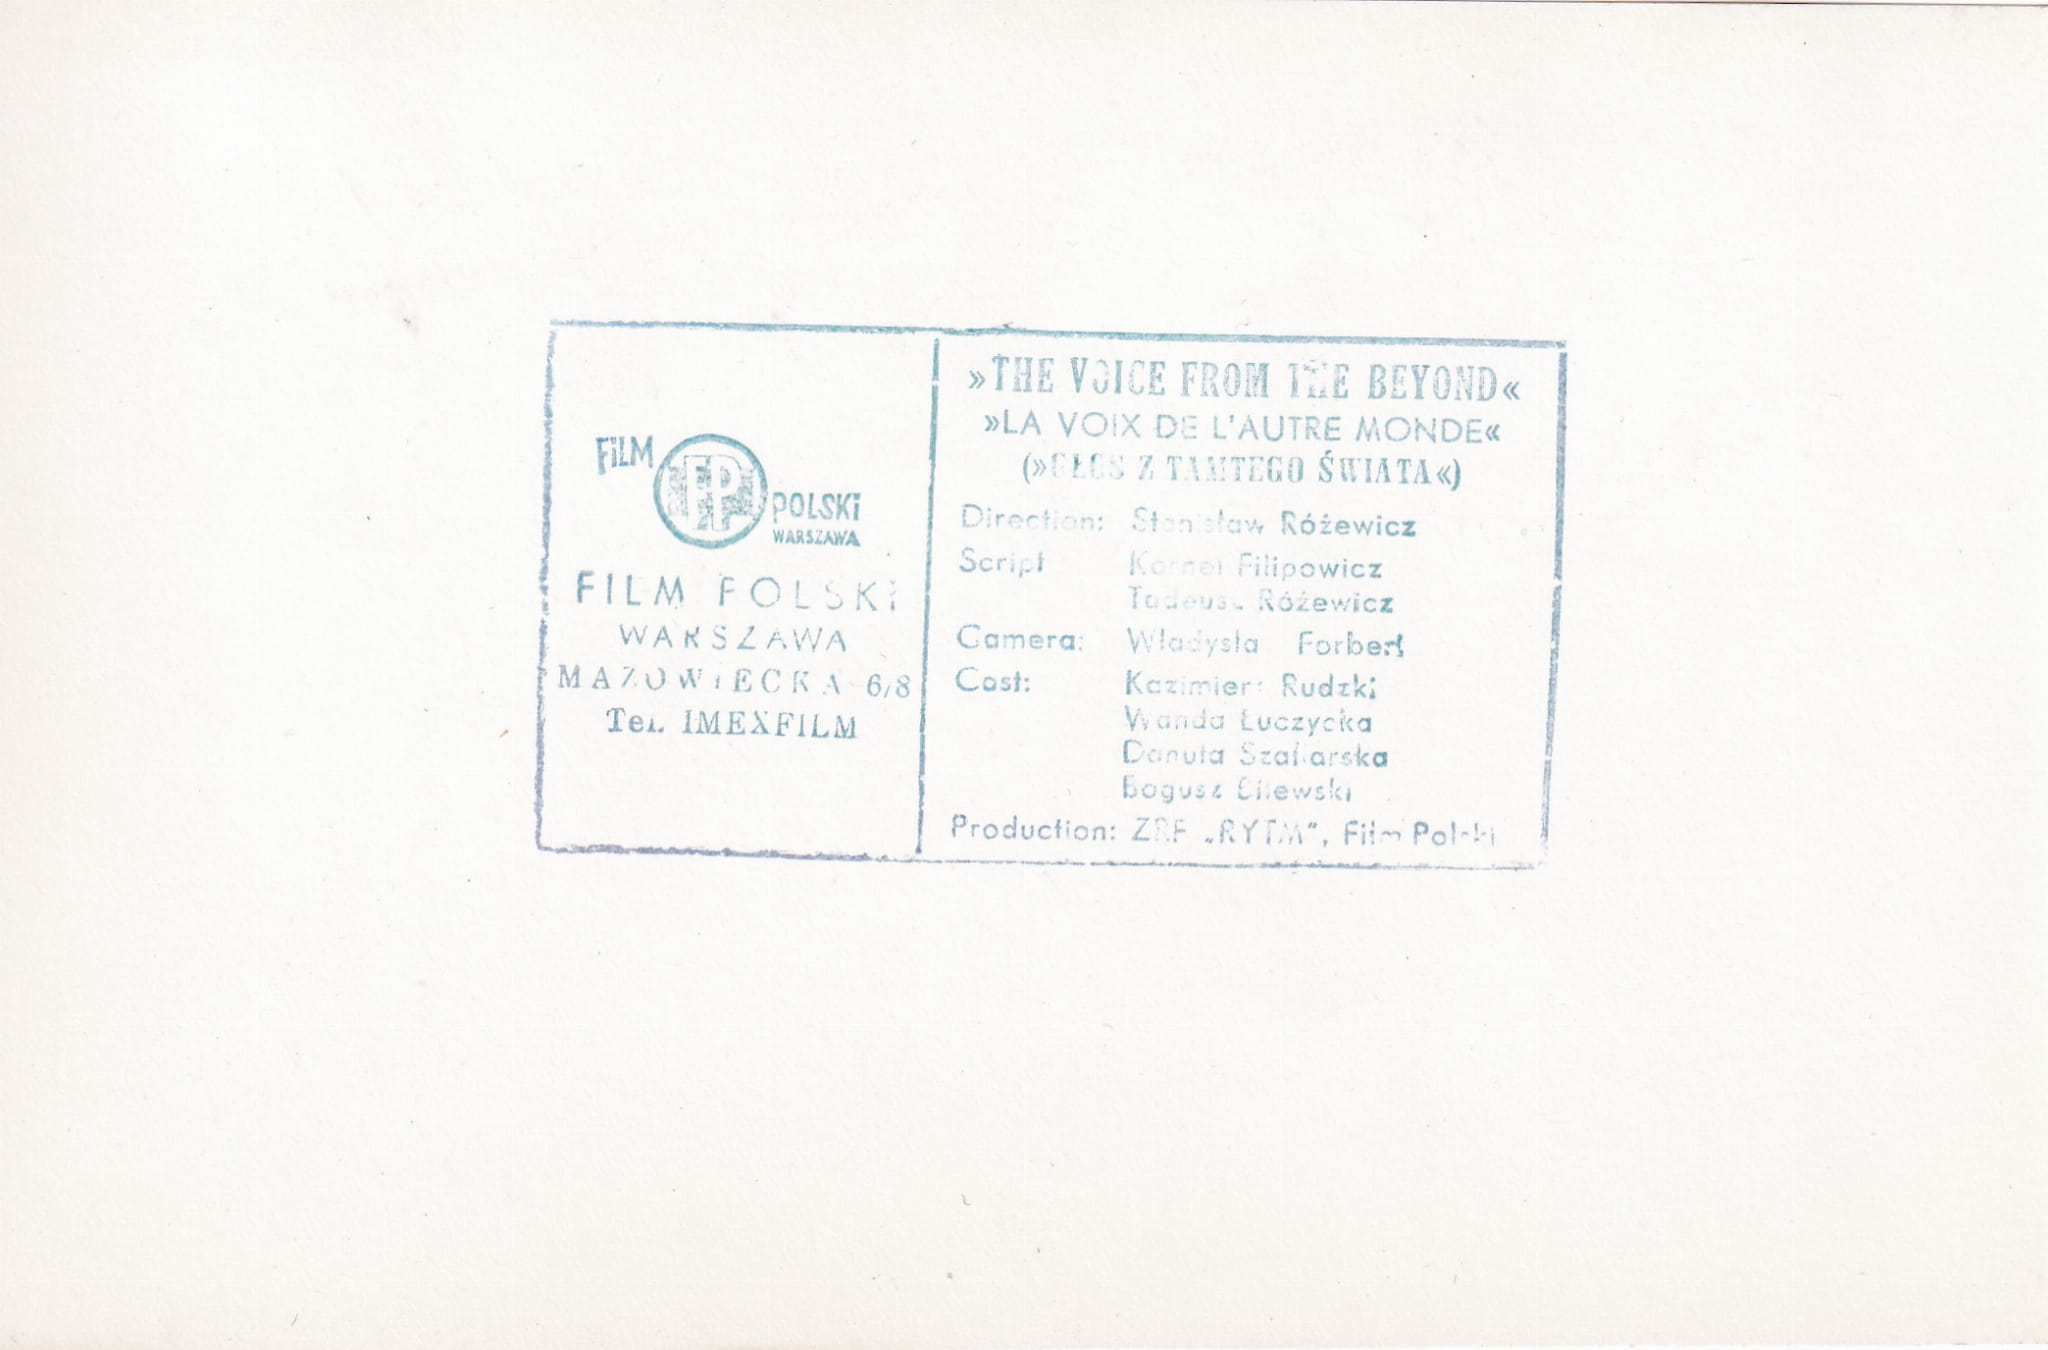 FiLM
FP
POLSKi
WARSZAWA
FILM POLSKI
WARSZAWA
MAZOWIECKA 6/8
Tel. IMEXFILM
»THE VOICE FROM THE BEYOND«
»LA VOIX DE L'AUTRE MONDE«
(»GŁOS Z TAMTEGO ŚWIATA«)
Direction: Stanisław Różewicz
Script Kornel Filipowicz
Tadeusz Różewicz
Camera: Władysła Forbert
Cast: Kazimierz Rudzki
Wanda Łuczycka
Danuta Szaflarska
Bogusz Bilewski
Production: ZRF „RYTM”, Film Polski